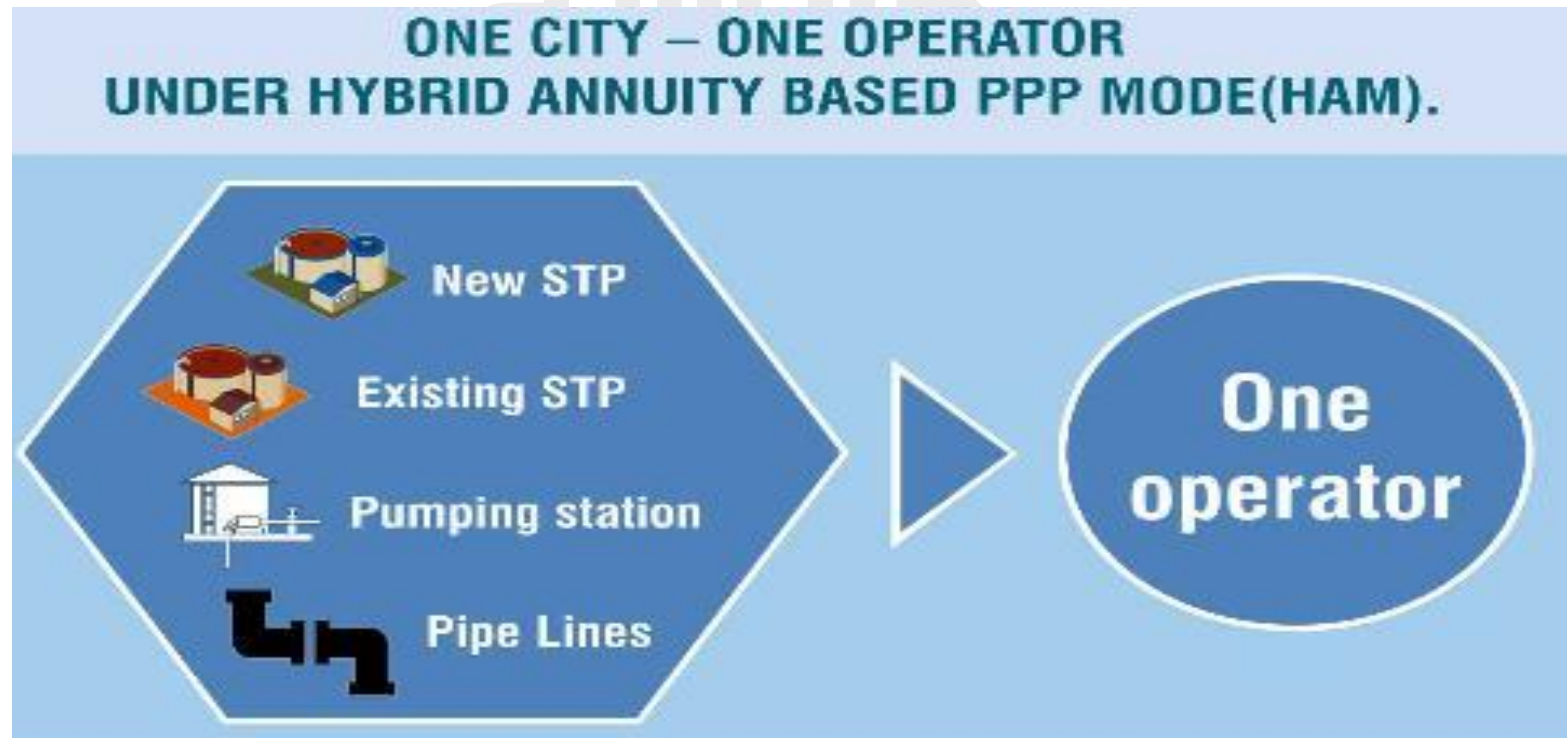 ONE CITY – ONE OPERATOR
UNDER HYBRID ANNUITY BASED PPP MODE(HAM).
New STP
Existing STP
Pumping station
Pipe Lines
One
operator